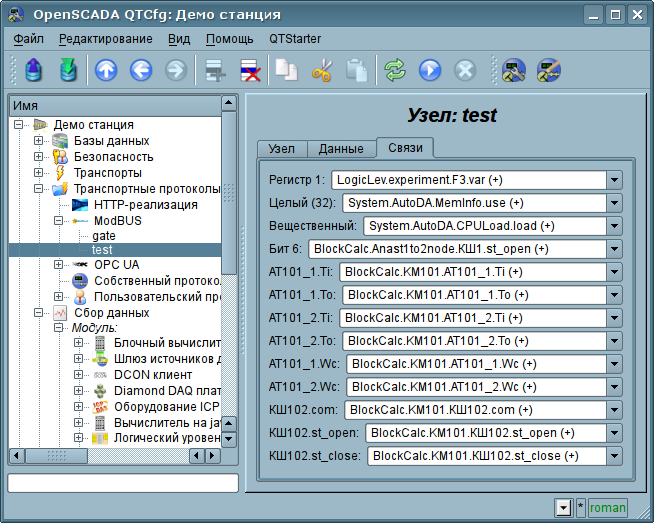 OpenSCADA QTCfg: Демо станция
Файл Редактирование Вид Помощь QTStarter
Имя
Демо станция
Базы данных
Безопасность
Транспорты
Транспортные протоколы
HTTP-реализация
ModBUS
gate
test
OPC UA
Собственный протоко
Пользовательский пр
Сбор данных
Модуль:
Блочный вычислит
Шлюз источников д
DCON клиент
Diamond DAQ плат
Оборудование ICP
Вычислитель на jav
Логический уровен
Узел: test
Узел Данные Связи
Регистр 1: LogicLev.experiment.F3.var (+)
Целый (32): System.AutoDA.MemInfo.use (+)
Вещественный: System.AutoDA.CPULoad.load (+)
Бит 6: BlockCalc.Anast1to2node.КШ1.st_open (+)
AT101_1.Ti: BlockCalc.KM101.AT101_1.Ti (+)
AT101_1.To: BlockCalc.KM101.AT101_1.To (+)
AT101_2.Ti: BlockCalc.KM101.AT101_2.Ti (+)
AT101_2.To: BlockCalc.KM101.AT101_2.To (+)
AT101_1.Wc: BlockCalc.KM101.AT101_1.Wc (+)
AT101_2.Wc: BlockCalc.KM101.AT101_2.Wc (+)
КШ102.com: BlockCalc.KM101.КШ102.com (+)
КШ102.st_open: BlockCalc.KM101.КШ102.st_open (+)
КШ102.st_close: BlockCalc.KM101.КШ102.st_close (+)
* roman